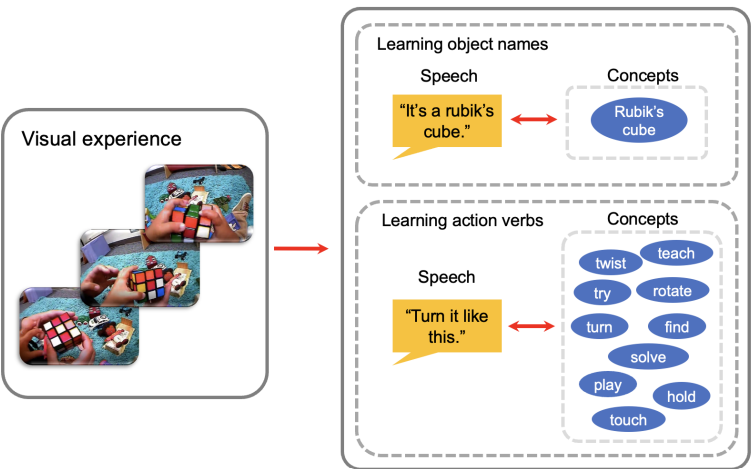 Visual experience
Learning object names
Speech
Concepts
“It’s a rubik’s
cube.”
Rubik’s
cube
Learning action verbs
Concepts
Speech
“Turn it like
this.”
twist
teach
try
rotate
turn
find
solve
play
hold
touch